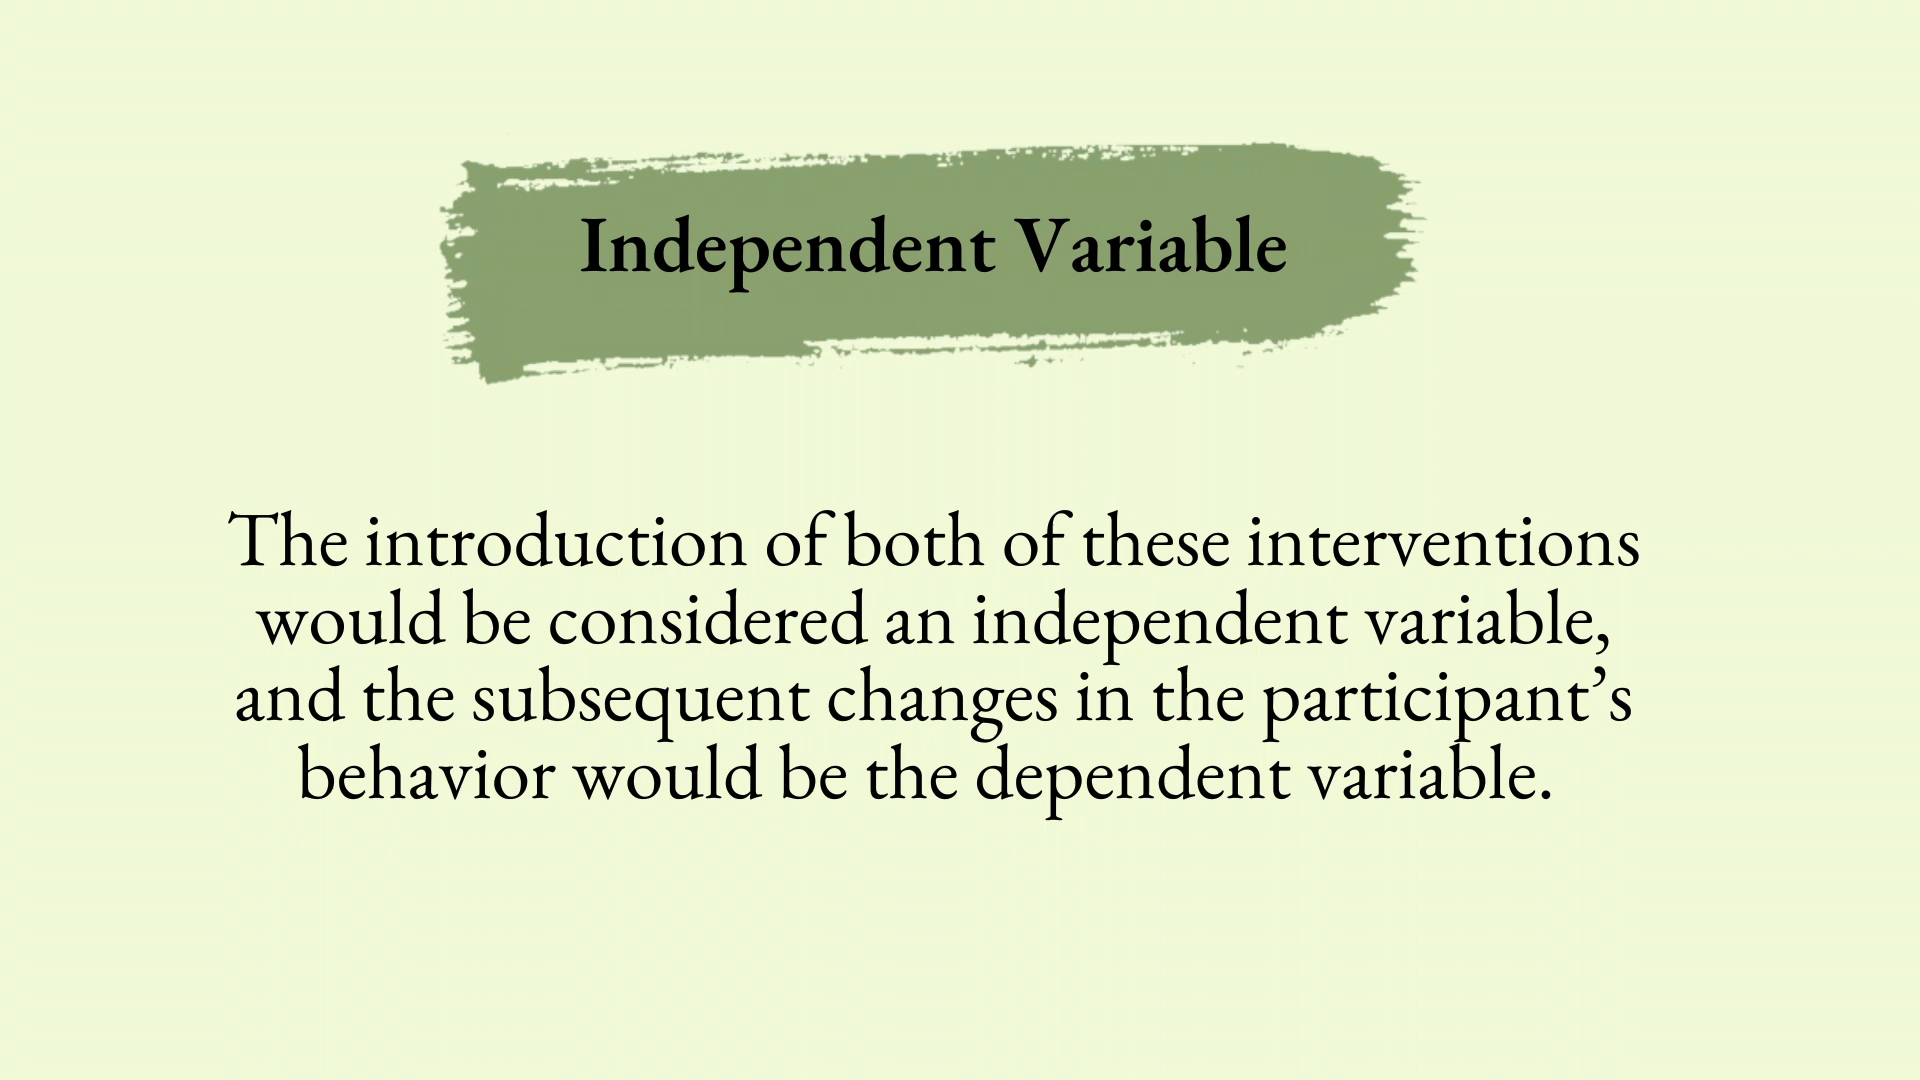 Independent Variable
The introduction of both of these interventions
would be considered an independent variable,
and the subsequent changes in the participant’s
behavior would be the dependent variable.